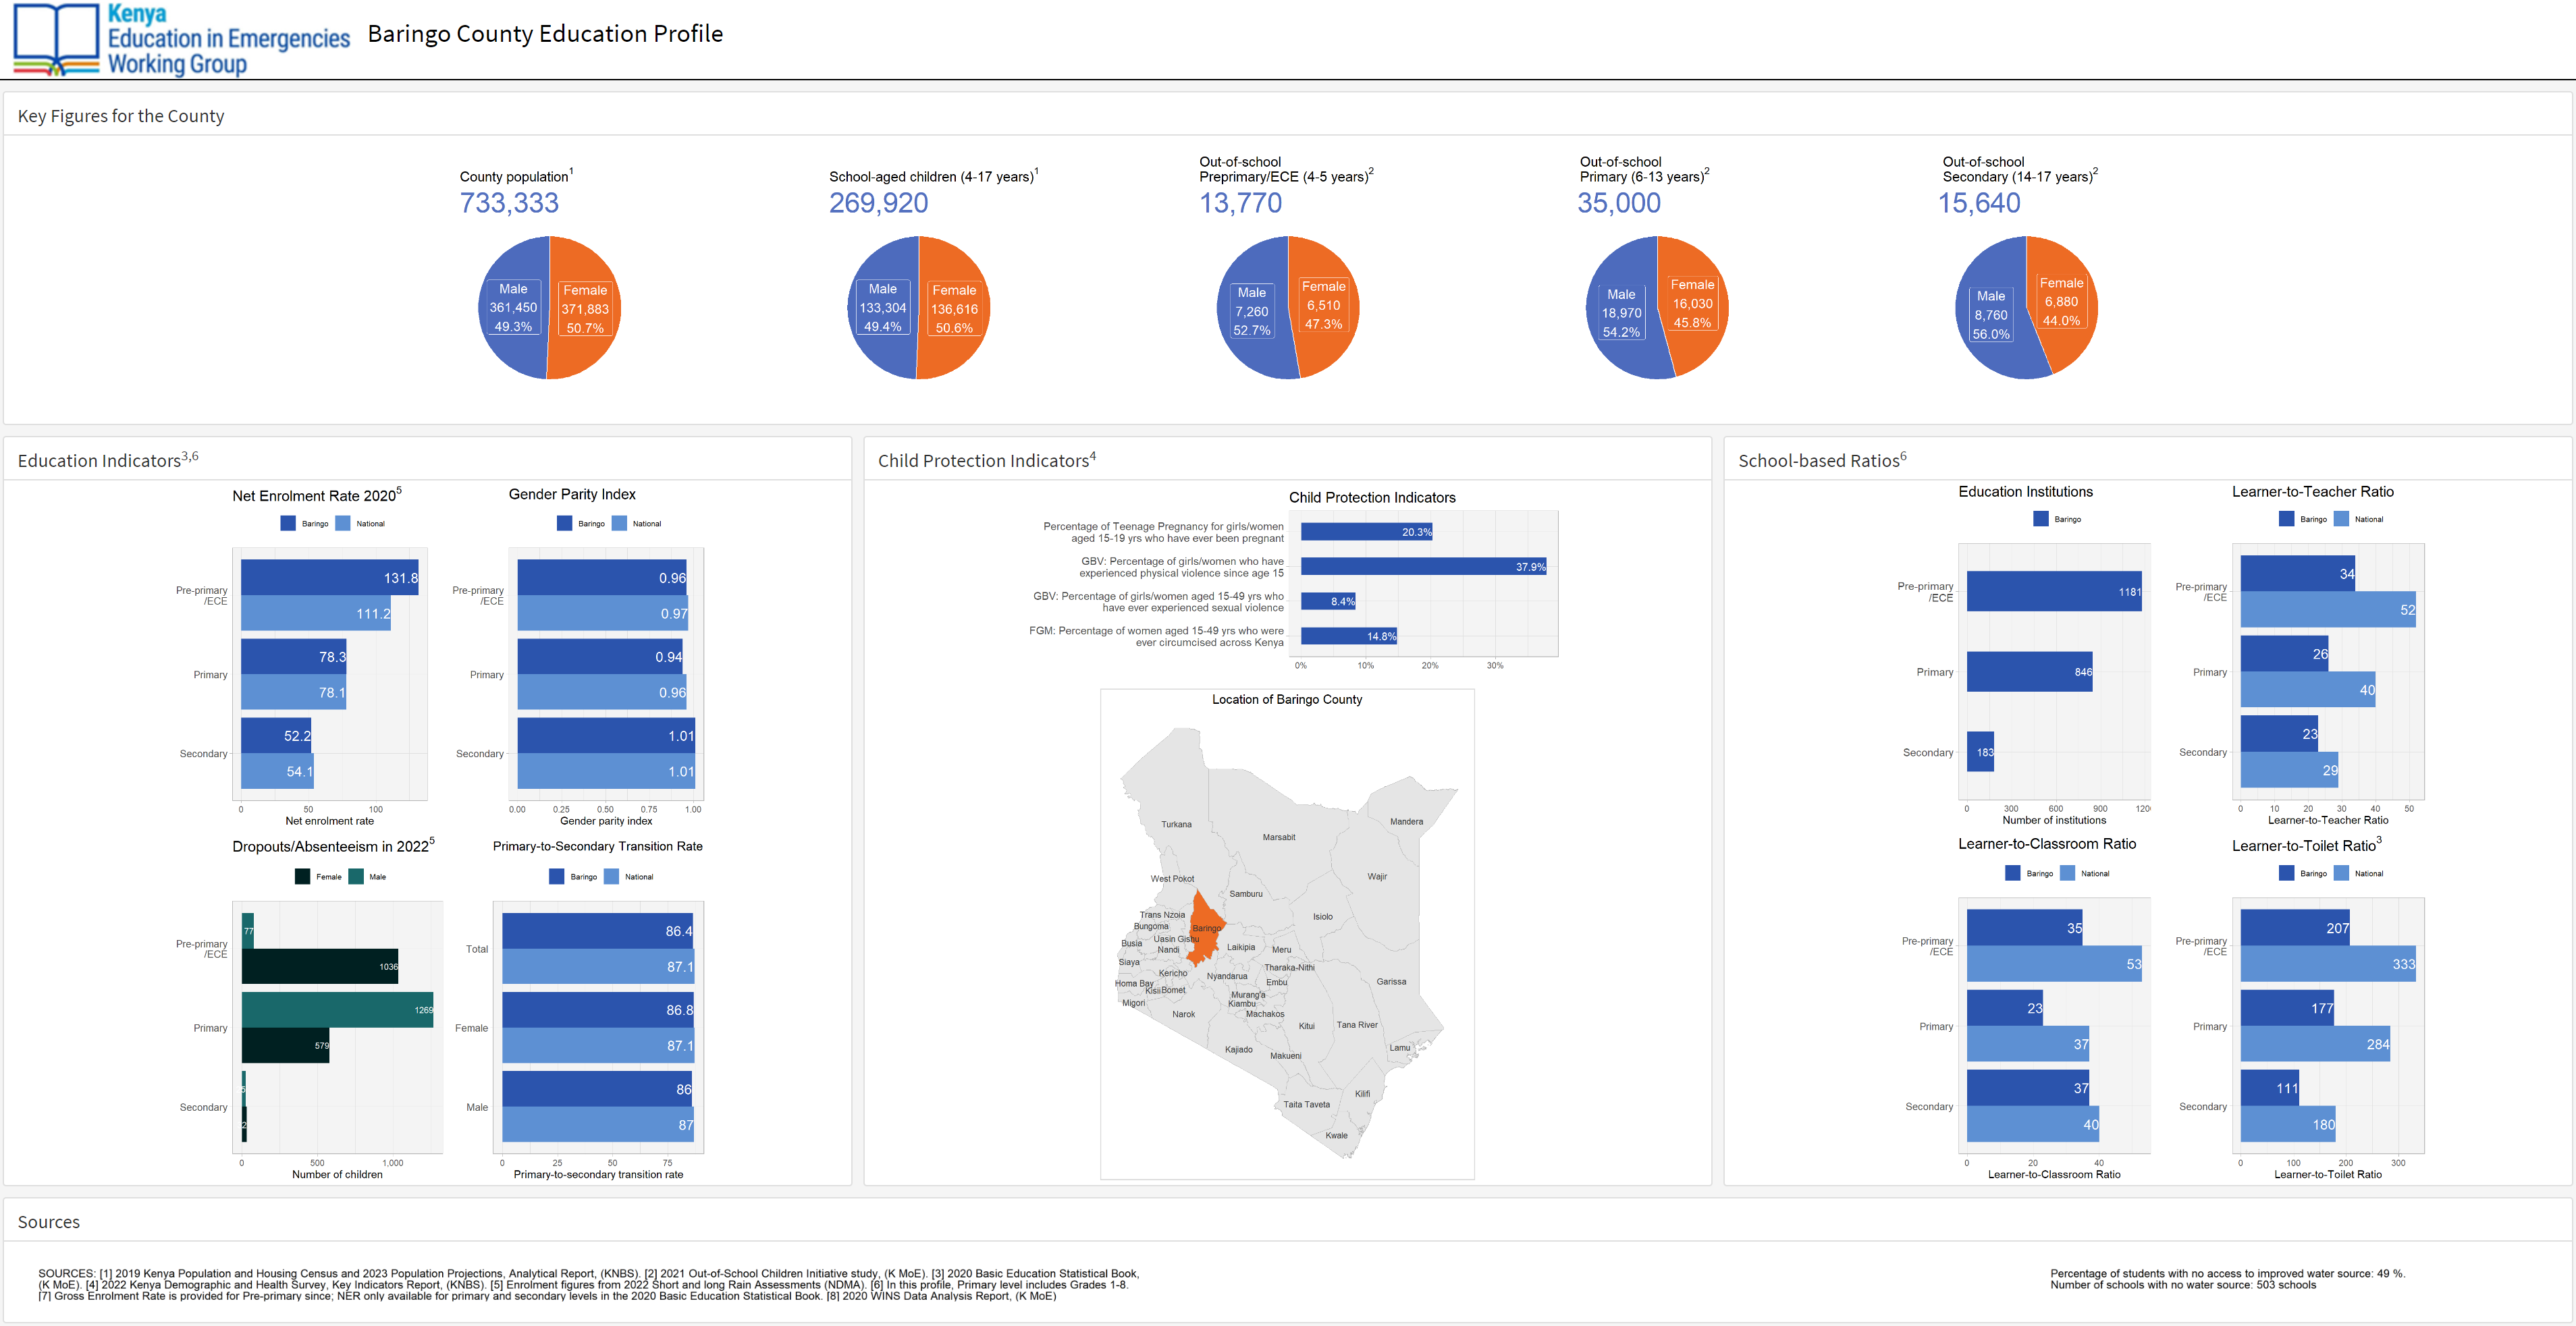 Kenya
Education in Emergencies
Working Group
Baringo County Education Profile
Key Figures for the County
County population1
733,333
Male
361,450
49.3%
Female
371,883
50.7%
School-aged children (4-17 years)1
269,920
Male
133,304
49.4%
Female
136,616
50.6%
Out-of-school
Preprimary/ECE (4-5 years)2
13,770
Male
7,260
52.7%
Female
6,510
47.3%
Out-of-school
Primary (6-13 years)2
35,000
Male
18,970
54.2%
Female
16,030
45.8%
Out-of-school
Secondary (14-17 years)2
15,640
Male
8,760
56.0%
Female
6,880
44.0%
Education Indicators3,6
Net Enrolment Rate 20205
Baringo National
Pre-primary
/ECE
131.8
111.2
Primary
78.3
78.1
Secondary
52.2
54.1
0 50 100
Net enrolment rate
Gender Parity Index
Baringo National
Pre-primary
/ECE
0.96
0.97
Primary
0.94
0.96
Secondary
1.01
1.01
0.00 0.25 0.50 0.75 1.00
Gender parity index
Dropouts/Absenteeism in 20225
Female Male
Pre-primary
/ECE
77
1036
Primary
1269
579
Secondary
0 500 1,000
Number of children
Primary-to-Secondary Transition Rate
Baringo National
Total
86.4
87.1
Female
86.8
87.1
Male
86
87
0 25 50 75
Primary-to-secondary transition rate
Child Protection Indicators4
Child Protection Indicators
Percentage of Teenage Pregnancy for girls/women
aged 15-19 yrs who have ever been pregnant
20.3%
GBV: Percentage of girls/women who have
experienced physical violence since age 15
37.9%
GBV: Percentage of girls/women aged 15-49 yrs who
have ever experienced sexual violence
8.4%
FGM: Percentage of women aged 15-49 yrs who were
ever circumcised across Kenya
14.8%
0% 10% 20% 30%
Location of Baringo County
Turkana
Marsabit
Mandera
West Pokot
Samburu
Wajir
Trans Nzoia
Bungoma
Baringo
Isiolo
Busia
Uasin Gishu
Nandi
Laikipia
Meru
Siaya
Kericho
Nyandarua
Tharaka-Nithi
Embu
Garissa
Homa Bay
Kisii
Bomet
Migori
Murang'a
Kiambu
Machakos
Narok
Kitui
Tana River
Kajiado
Makueni
Lamu
Taita Taveta
Kilifi
Kwale
School-based Ratios6
Education Institutions
Baringo
Pre-primary
/ECE
1181
Primary
846
Secondary
183
0 300 600 900 120
Number of institutions
Learner-to-Teacher Ratio
Baringo National
Pre-primary
/ECE
34
52
Primary
26
40
Secondary
23
29
0 10 20 30 40 50
Learner-to-Teacher Ratio
Learner-to-Classroom Ratio
Baringo National
Pre-primary
/ECE
35
53
Primary
23
37
Secondary
37
40
0 20 40
Learner-to-Classroom Ratio
Learner-to-Toilet Ratio3
Baringo National
Pre-primary
/ECE
207
333
Primary
177
284
Secondary
111
180
0 100 200 300
Learner-to-Toilet Ratio
Sources
SOURCES: [1] 2019 Kenya Population and Housing Census and 2023 Population Projections, Analytical Report, (KNBS). [2] 2021 Out-of-School Children Initiative study, (K MoE). [3] 2020 Basic Education Statistical Book,
(K MoE). [4] 2022 Kenya Demographic and Health Survey, Key Indicators Report, (KNBS). [5] Enrolment figures from 2022 Short and long Rain Assessments (NDMA). [6] In this profile, Primary level includes Grades 1-8.
[7] Gross Enrolment Rate is provided for Pre-primary since; NER only available for primary and secondary levels in the 2020 Basic Education Statistical Book. [8] 2020 WINS Data Analysis Report, (K MoE)
Percentage of students with no access to improved water source: 49 %.
Number of schools with no water source: 503 schools